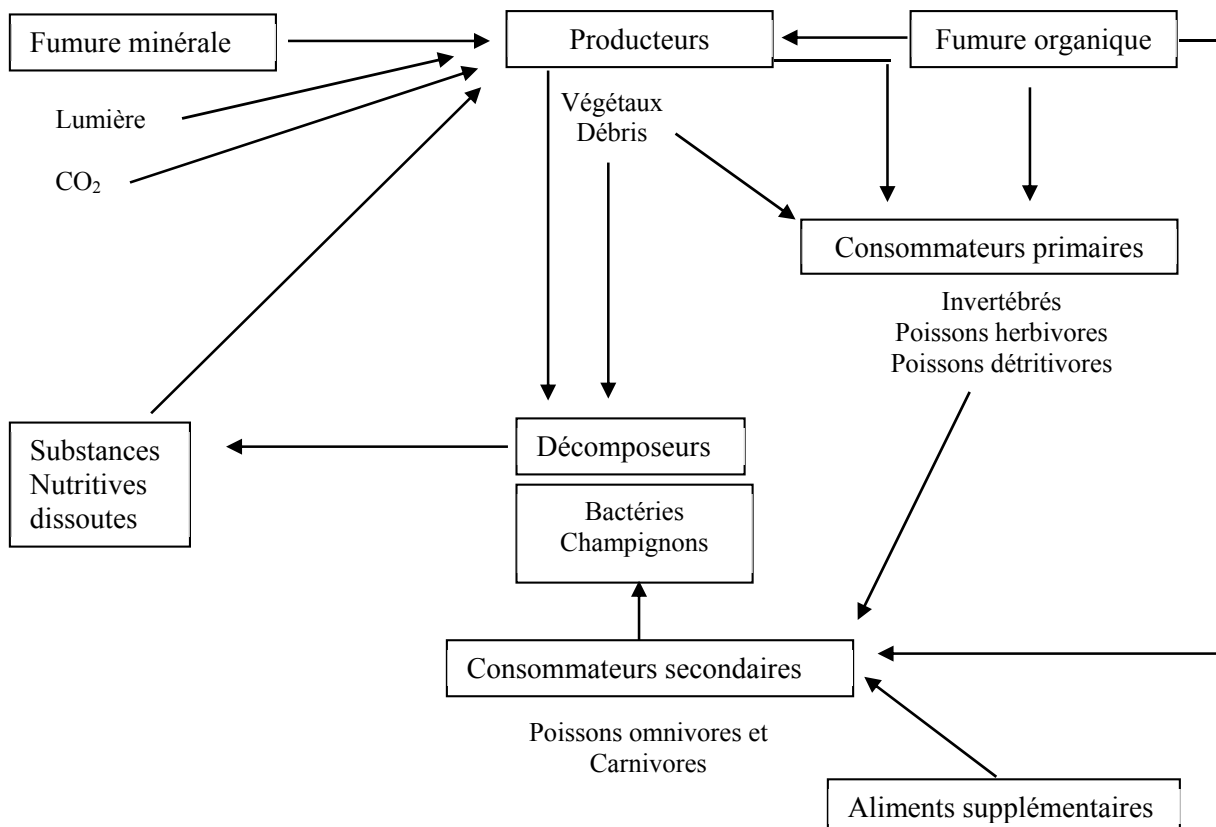 Fumure minérale
Producteurs
Fumure organique
Lumière
CO₂
Végétaux
Débris
Consommateurs primaires
Invertébrés
Poissons herbivores
Poissons détritivores
Substances
Nutritives
dissoutes
Décomposeurs
Bactéries
Champignons
Consommateurs secondaires
Poissons omnivores et
Carnivores
Aliments supplémentaires